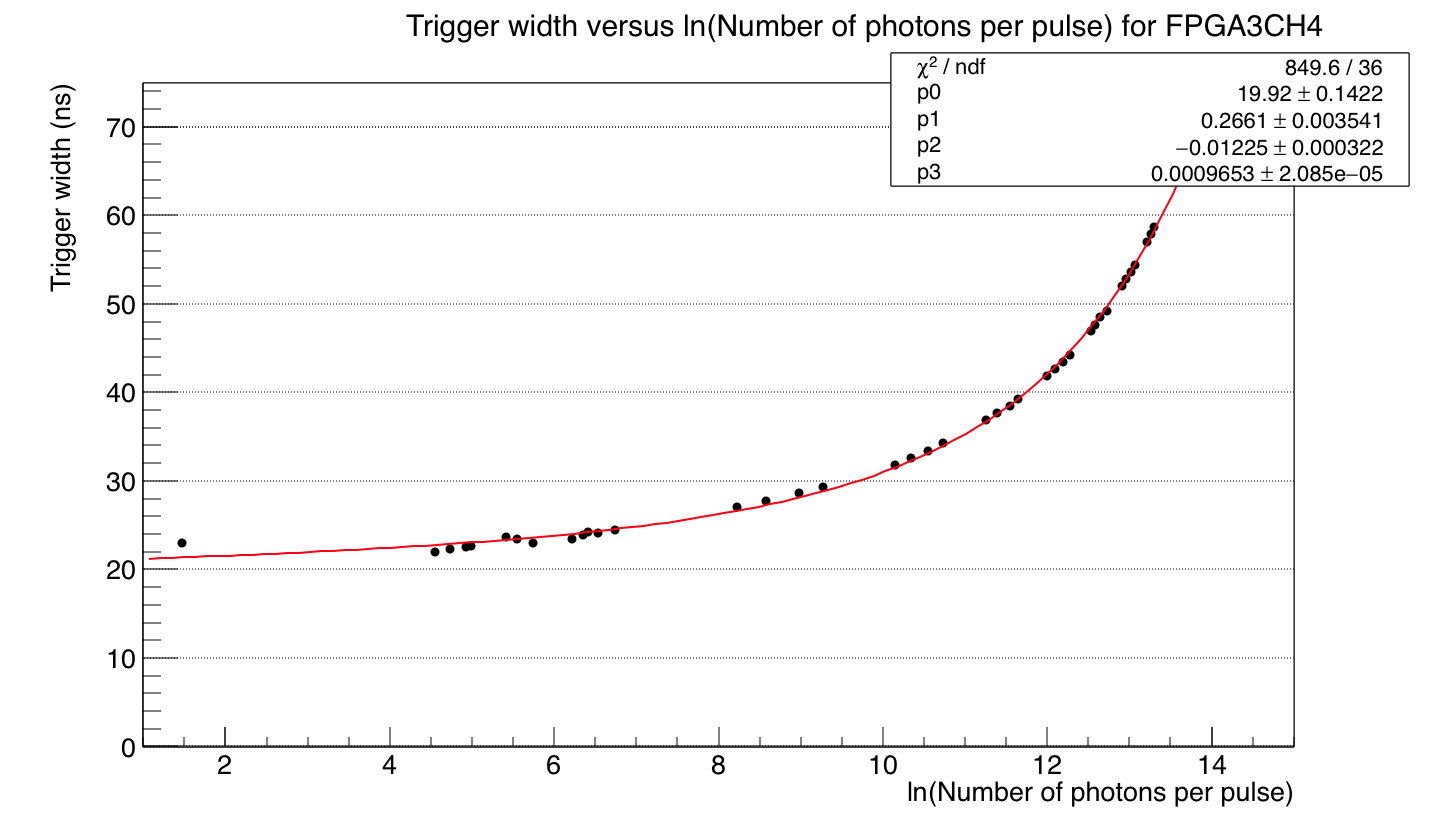 Trigger width versus ln(Number of photons per pulse) for FPGA3CH4
χ² / ndf 849.6 / 36
p0 19.92 ± 0.1422
p1 0.2661 ± 0.003541
p2 −0.01225 ± 0.000322
p3 0.0009653 ± 2.085e−05
Trigger width (ns)
70
60
50
40
30
20
10
0
2 4 6 8 10 12 14
ln(Number of photons per pulse)